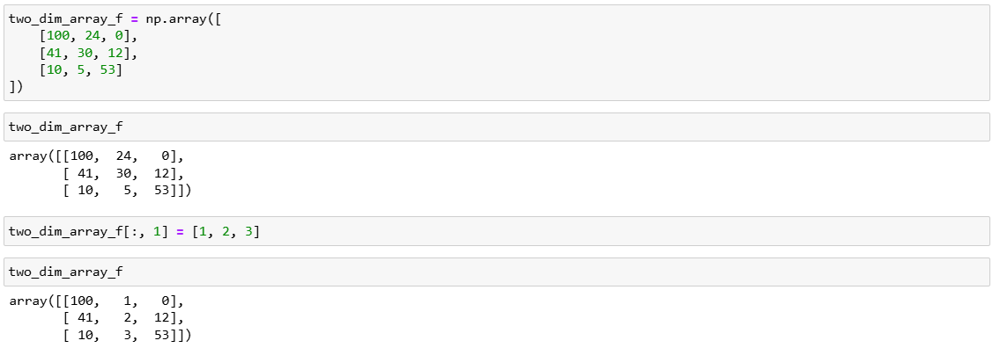 two_dim_array_f = np.array([
    [100, 24, 0],
    [41, 30, 12],
    [10, 5, 53]
])
two_dim_array_f
array([[100,  24,   0],
       [ 41,  30,  12],
       [ 10,   5,  53]])
two_dim_array_f[:, 1] = [1, 2, 3]
two_dim_array_f
array([[100,   1,   0],
       [ 41,   2,  12],
       [ 10,   3,  53]])